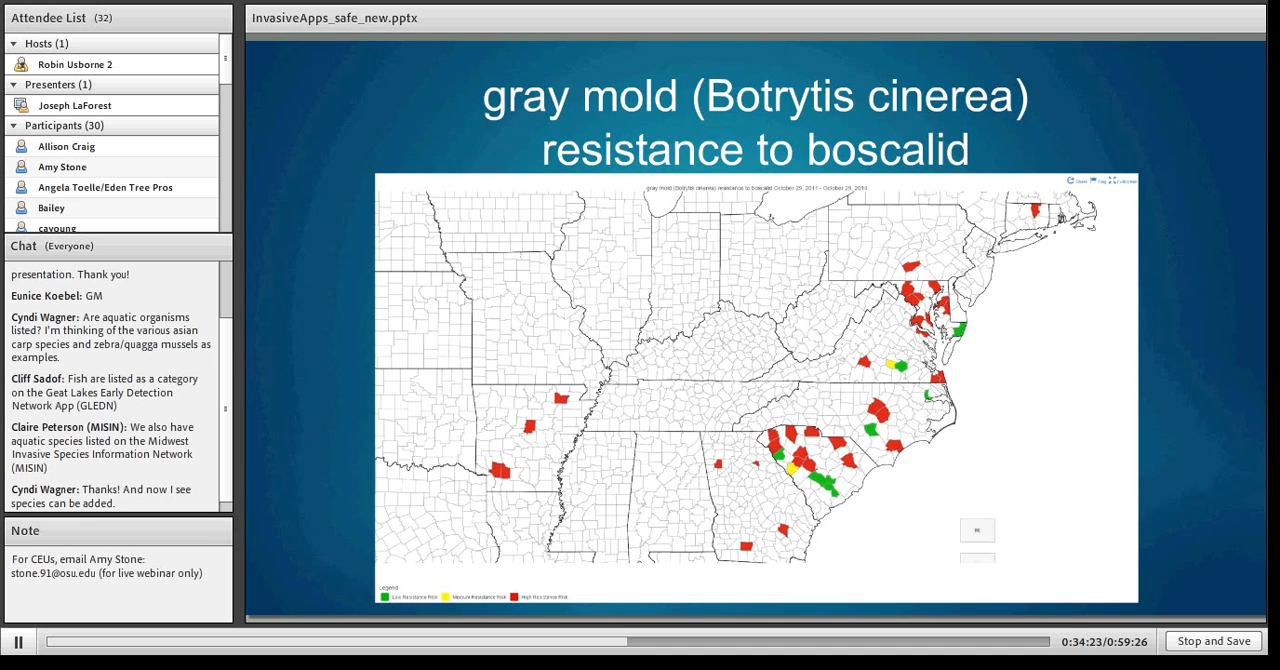 Attendee List (32)
Hosts (1)
Robin Usborne 2
Presenters (1)
Joseph LaForest
Participants (30)
Allison Craig
Amy Stone
Angela Toelle/Eden Tree Pros
Bailey
cayoung
Chat (Everyone)
presentation. Thank you!
Eunice Koebel: GM
Cyndi Wagner: Are aquatic organisms
listed? I'm thinking of the various asian
carp species and zebra/quagga mussels as
examples.
Cliff Sadof: Fish are listed as a category
on the Geat Lakes Early Detection
Network App (GLEDN)
Claire Peterson (MISIN): We also have
aquatic species listed on the Midwest
Invasive Species Information Network
(MISIN)
Cyndi Wagner: Thanks! And now I see
species can be added.
Note
For CEUs, email Amy Stone:
stone.91@osu.edu (for live webinar only)
InvasiveApps_safe_new.pptx
gray mold (Botrytis cinerea)
resistance to boscalid
Share Flag Fullscreen
gray mold (Botrytis cinerea) resistance to boscalid October 29, 2011 - October 29, 2014
Legend
Low Resistance Risk Medium Resistance Risk High Resistance Risk
0:34:23/0:59:26
Stop and Save